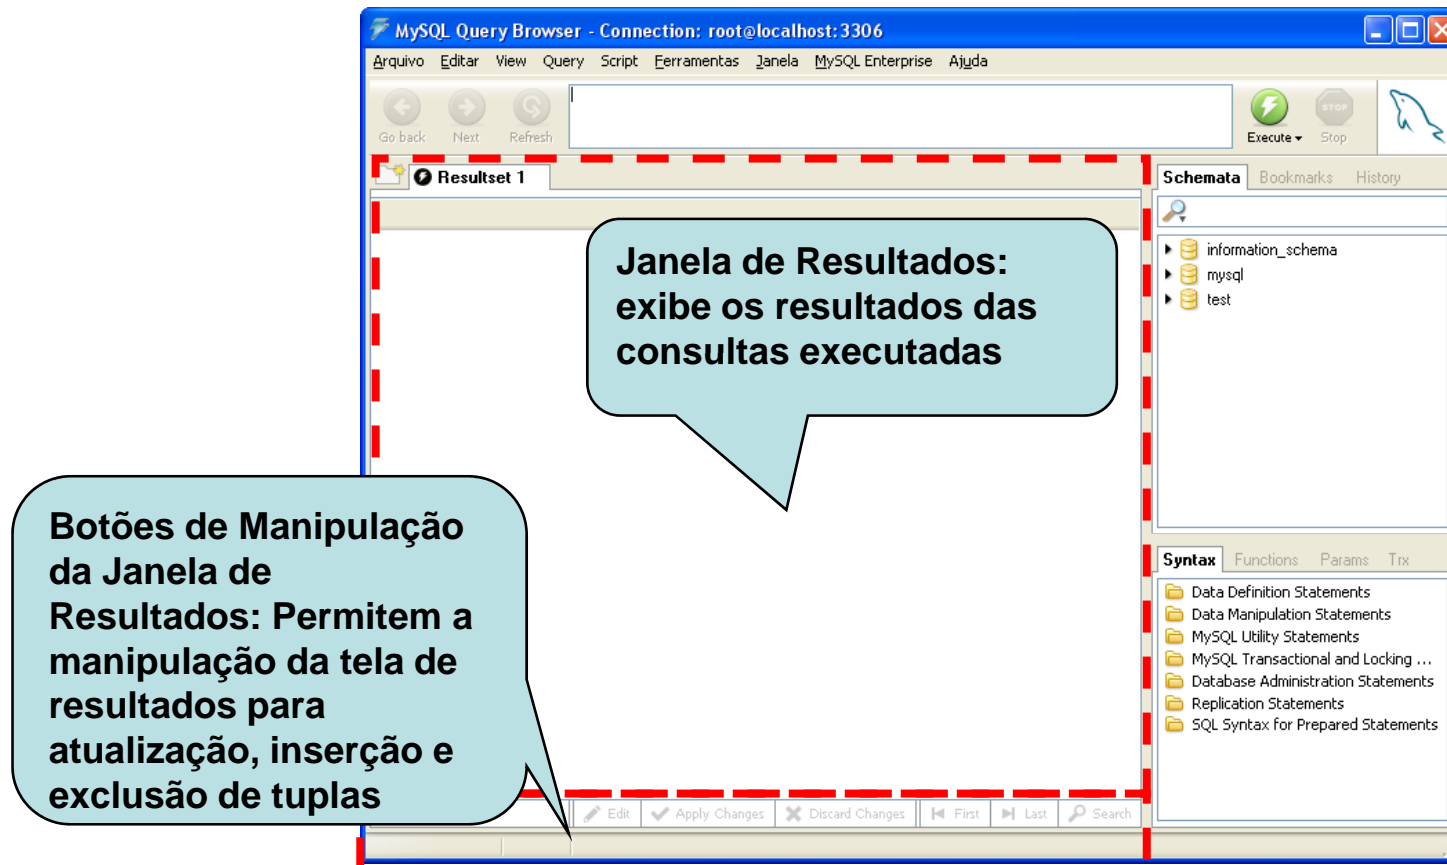 MySQL Query Browser - Connection: root@localhost:3306
Arquivo Editar View Query Script Ferramentas Janela MySQL Enterprise Ajuda
Go back Next Refresh
Execute STOP Stop
Resultset 1
Schemata Bookmarks History
information_schema
mysql
test
Janela de Resultados:
exibe os resultados das
consultas executadas
Botões de Manipulação
da Janela de
Resultados: Permitem a
manipulação da tela de
resultados para
atualização, inserção e
exclusão de tuplas
Syntax Functions Params Trx
Data Definition Statements
Data Manipulation Statements
MySQL Utility Statements
MySQL Transactional and Locking ...
Database Administration Statements
Replication Statements
SQL Syntax for Prepared Statements
Edit Apply Changes Discard Changes First Last Search